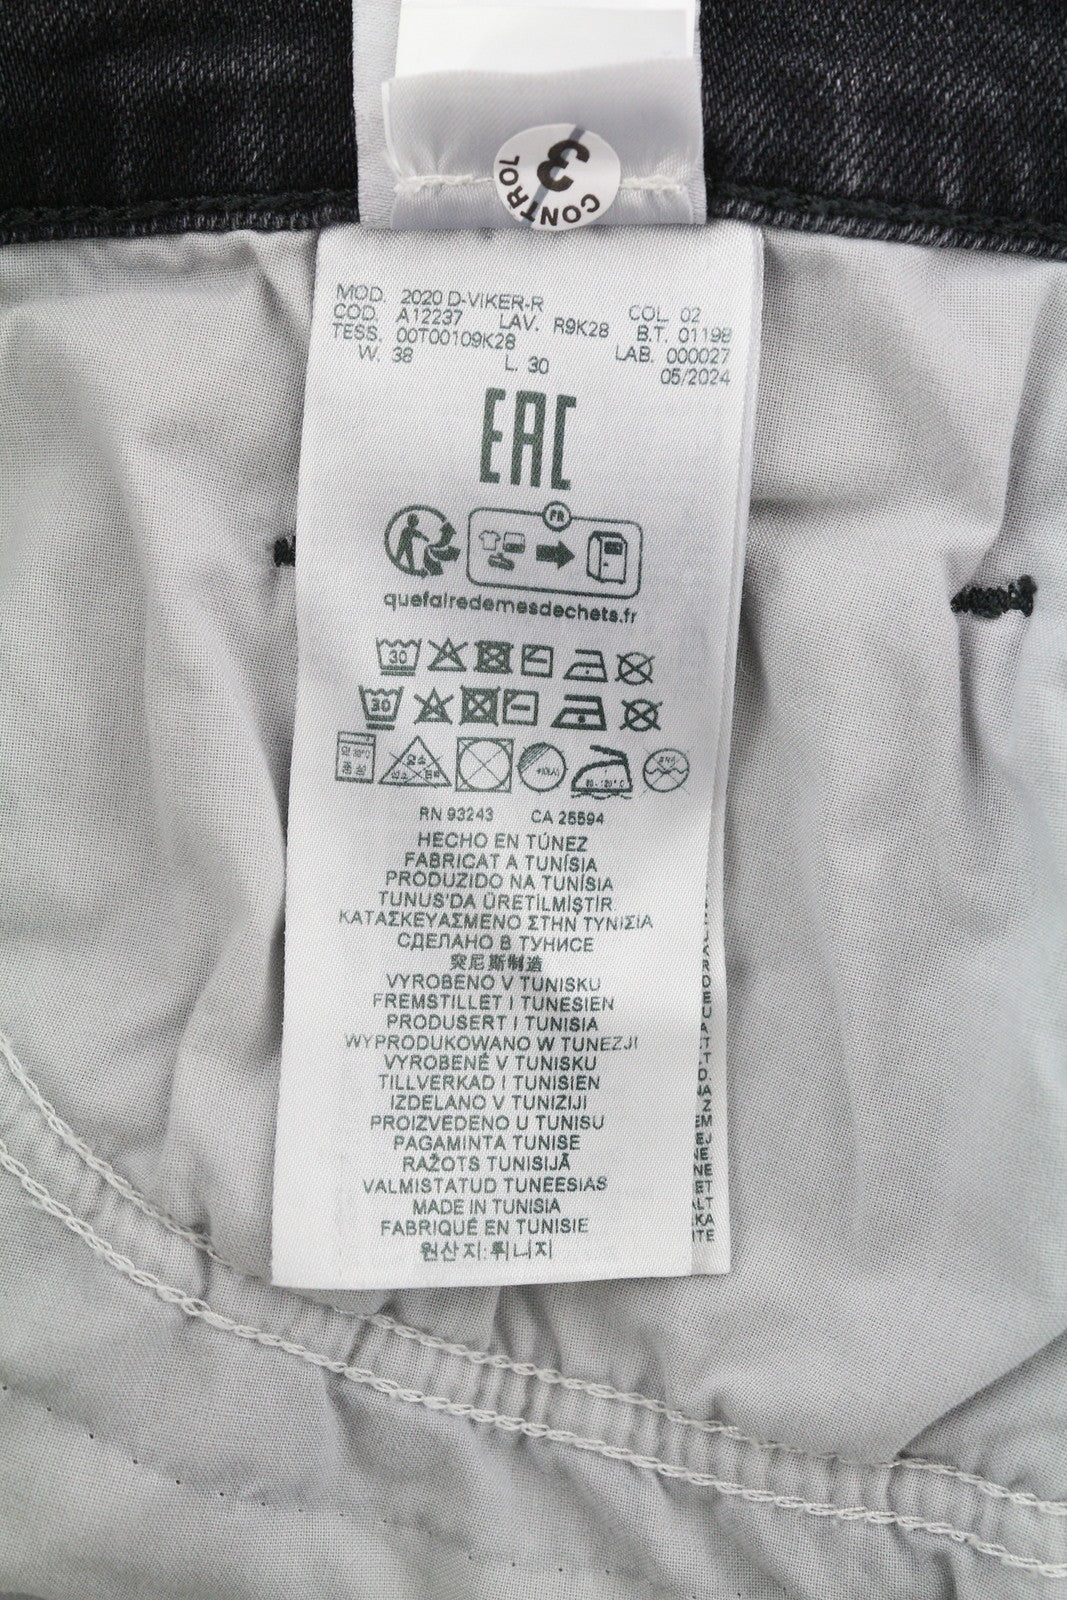 3
CONTROL
MOD. 2020 D-VIKER-R COL 02
COD. A12237 LAV. R9K28 B.T. 01198
TESS. 00T00109K28 LAB. 000027
W. 38 L. 30 05/2024
EAC
FR
quefairedemesdechets.fr
30
30
RN 93243 CA 25594
HECHO EN TÚNEZ
FABRICAT A TUNÍSIA
PRODUZIDO NA TUNÍSIA
TUNUS'DA ÜRETİLMİŞTİR
ΚΑΤΑΣΚΕΥΑΣΜΕΝΟ ΣΤΗΝ ΤΥΝΙΣΙΑ
СДЕЛАНО В ТУНИСЕ
突尼斯制造
VYROBENO V TUNISKU
FREMSTILLET I TUNESIEN
PRODUSERT I TUNISIA
WYPRODUKOWANO W TUNEZJI
VYROBENÉ V TUNISKU
TILLVERKAD I TUNISIEN
IZDELANO V TUNIZIJI
PROIZVEDENO U TUNISU
PAGAMINTA TUNISE
RAŽOTS TUNISIJĀ
VALMISTATUD TUNEESIAS
MADE IN TUNISIA
FABRIQUÉ EN TUNISIE
원산지:튀니지